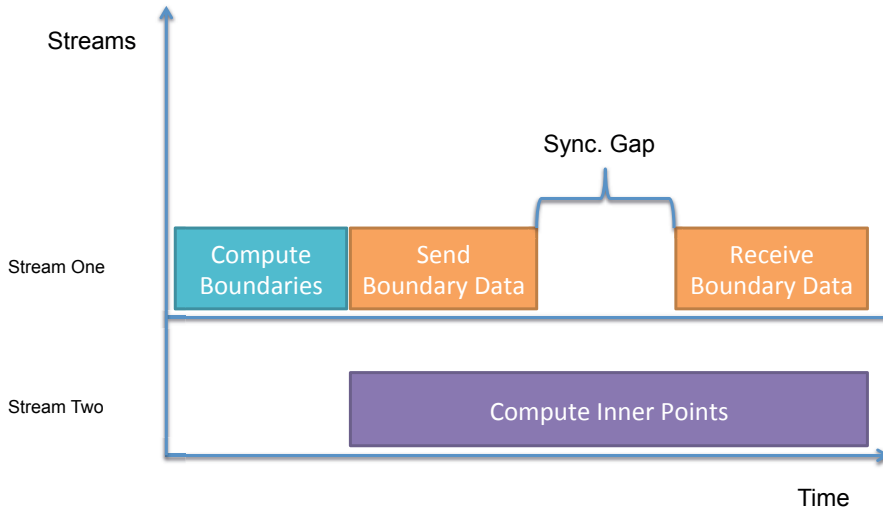 Streams
Sync. Gap
Stream One
Compute
Boundaries
Send
Boundary Data
Receive
Boundary Data
Stream Two
Compute Inner Points
Time